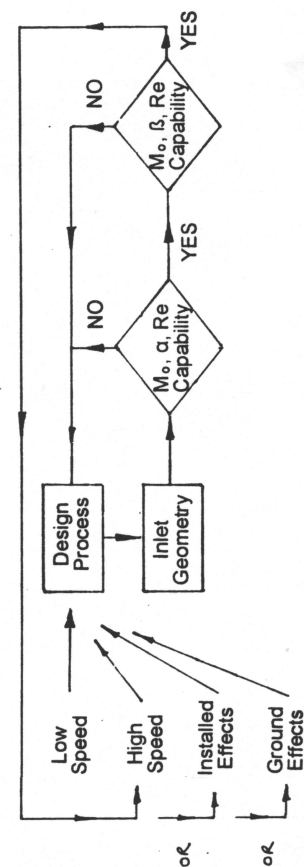 Low
Speed
High
Speed
Installed
Effects
Ground
Effects
OR
OR
Design
Process
Inlet
Geometry
NO
M₀, α, Re
Capability
YES
NO
M₀, ß, Re
Capability
YES